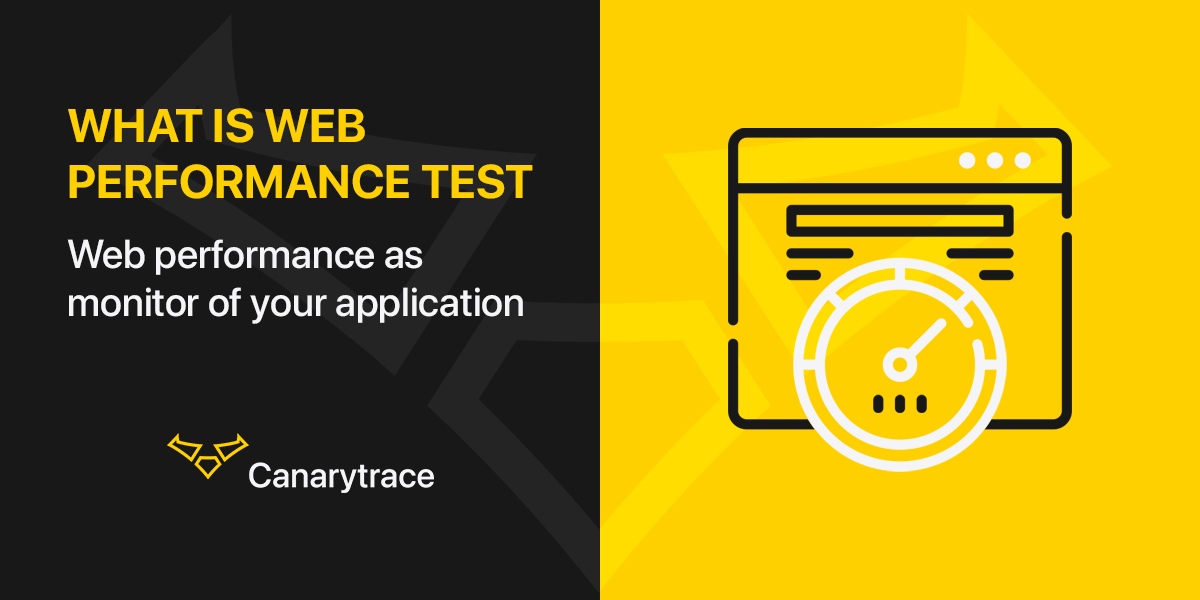 WHAT IS WEB
PERFORMANCE TEST
Web performance as
monitor of your application
Canarytrace